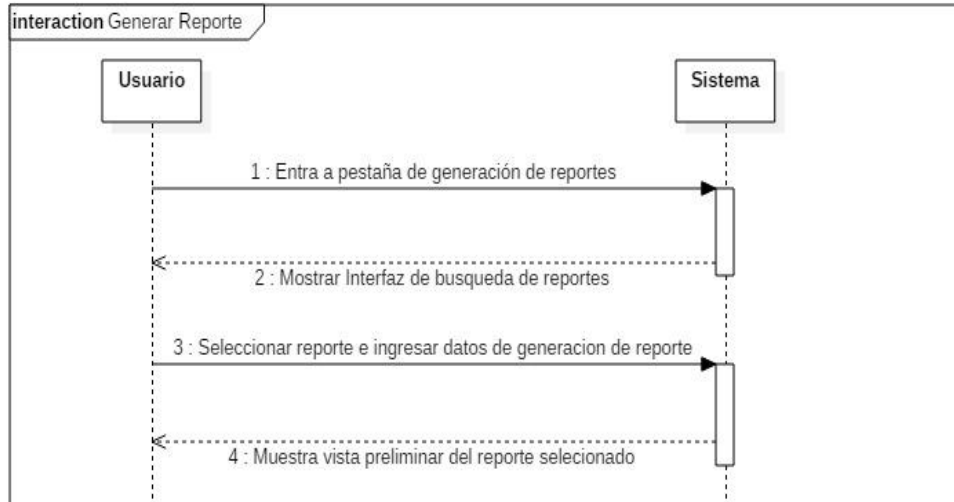 interaction Generar Reporte
Usuario
Sistema
1 : Entra a pestaña de generación de reportes
2 : Mostrar Interfaz de busqueda de reportes
3 : Seleccionar reporte e ingresar datos de generacion de reporte
4 : Muestra vista preliminar del reporte selecionado